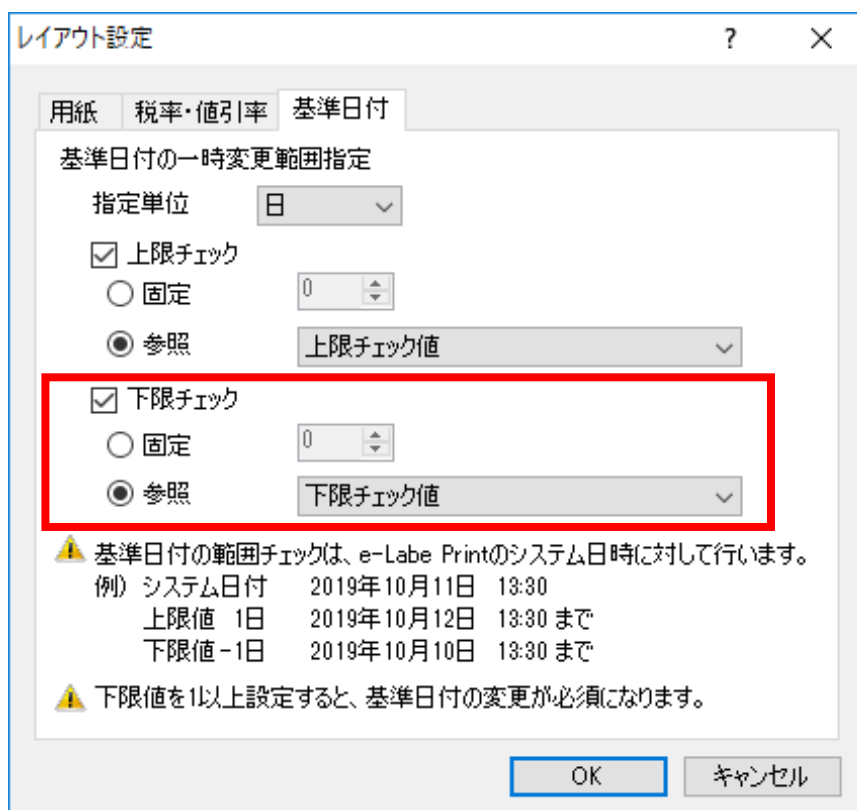 レイアウト設定 ?
用紙 税率・値引率 基準日付
基準日付の一時変更範囲指定
指定単位 日
上限チェック
固定 0
参照 上限チェック値
下限チェック
固定 0
参照 下限チェック値
基準日付の範囲チェックは、e-Labe Printのシステム日時に対して行います。
例) システム日付 2019年10月11日 13:30
上限値 1日 2019年10月12日 13:30 まで
下限値 -1日 2019年10月10日 13:30 まで
下限値を1以上設定すると、基準日付の変更が必須になります。
OK キャンセル